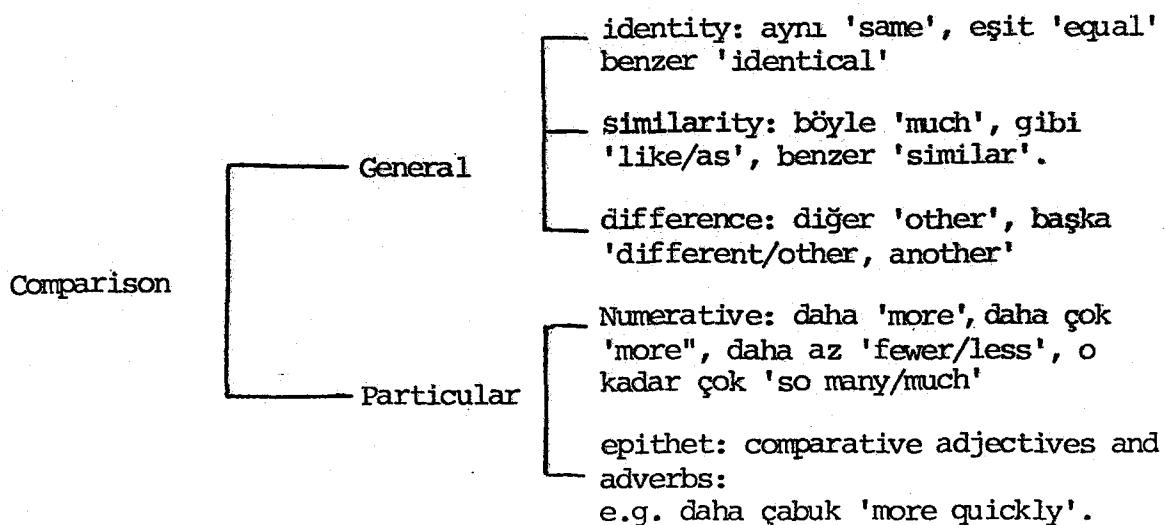 identity: aynı 'same', eşit 'equal'
benzer 'identical'
similarity: böyle 'much', gibi
'like/as', benzer 'similar'.
General
difference: diğer 'other', başka
'different/other, another'
Comparison
Numerative: daha 'more', daha çok
'more", daha az 'fewer/less', o
kadar çok 'so many/much'
Particular
epithet: comparative adjectives and
adverbs:
e.g. daha çabuk 'more quickly'.